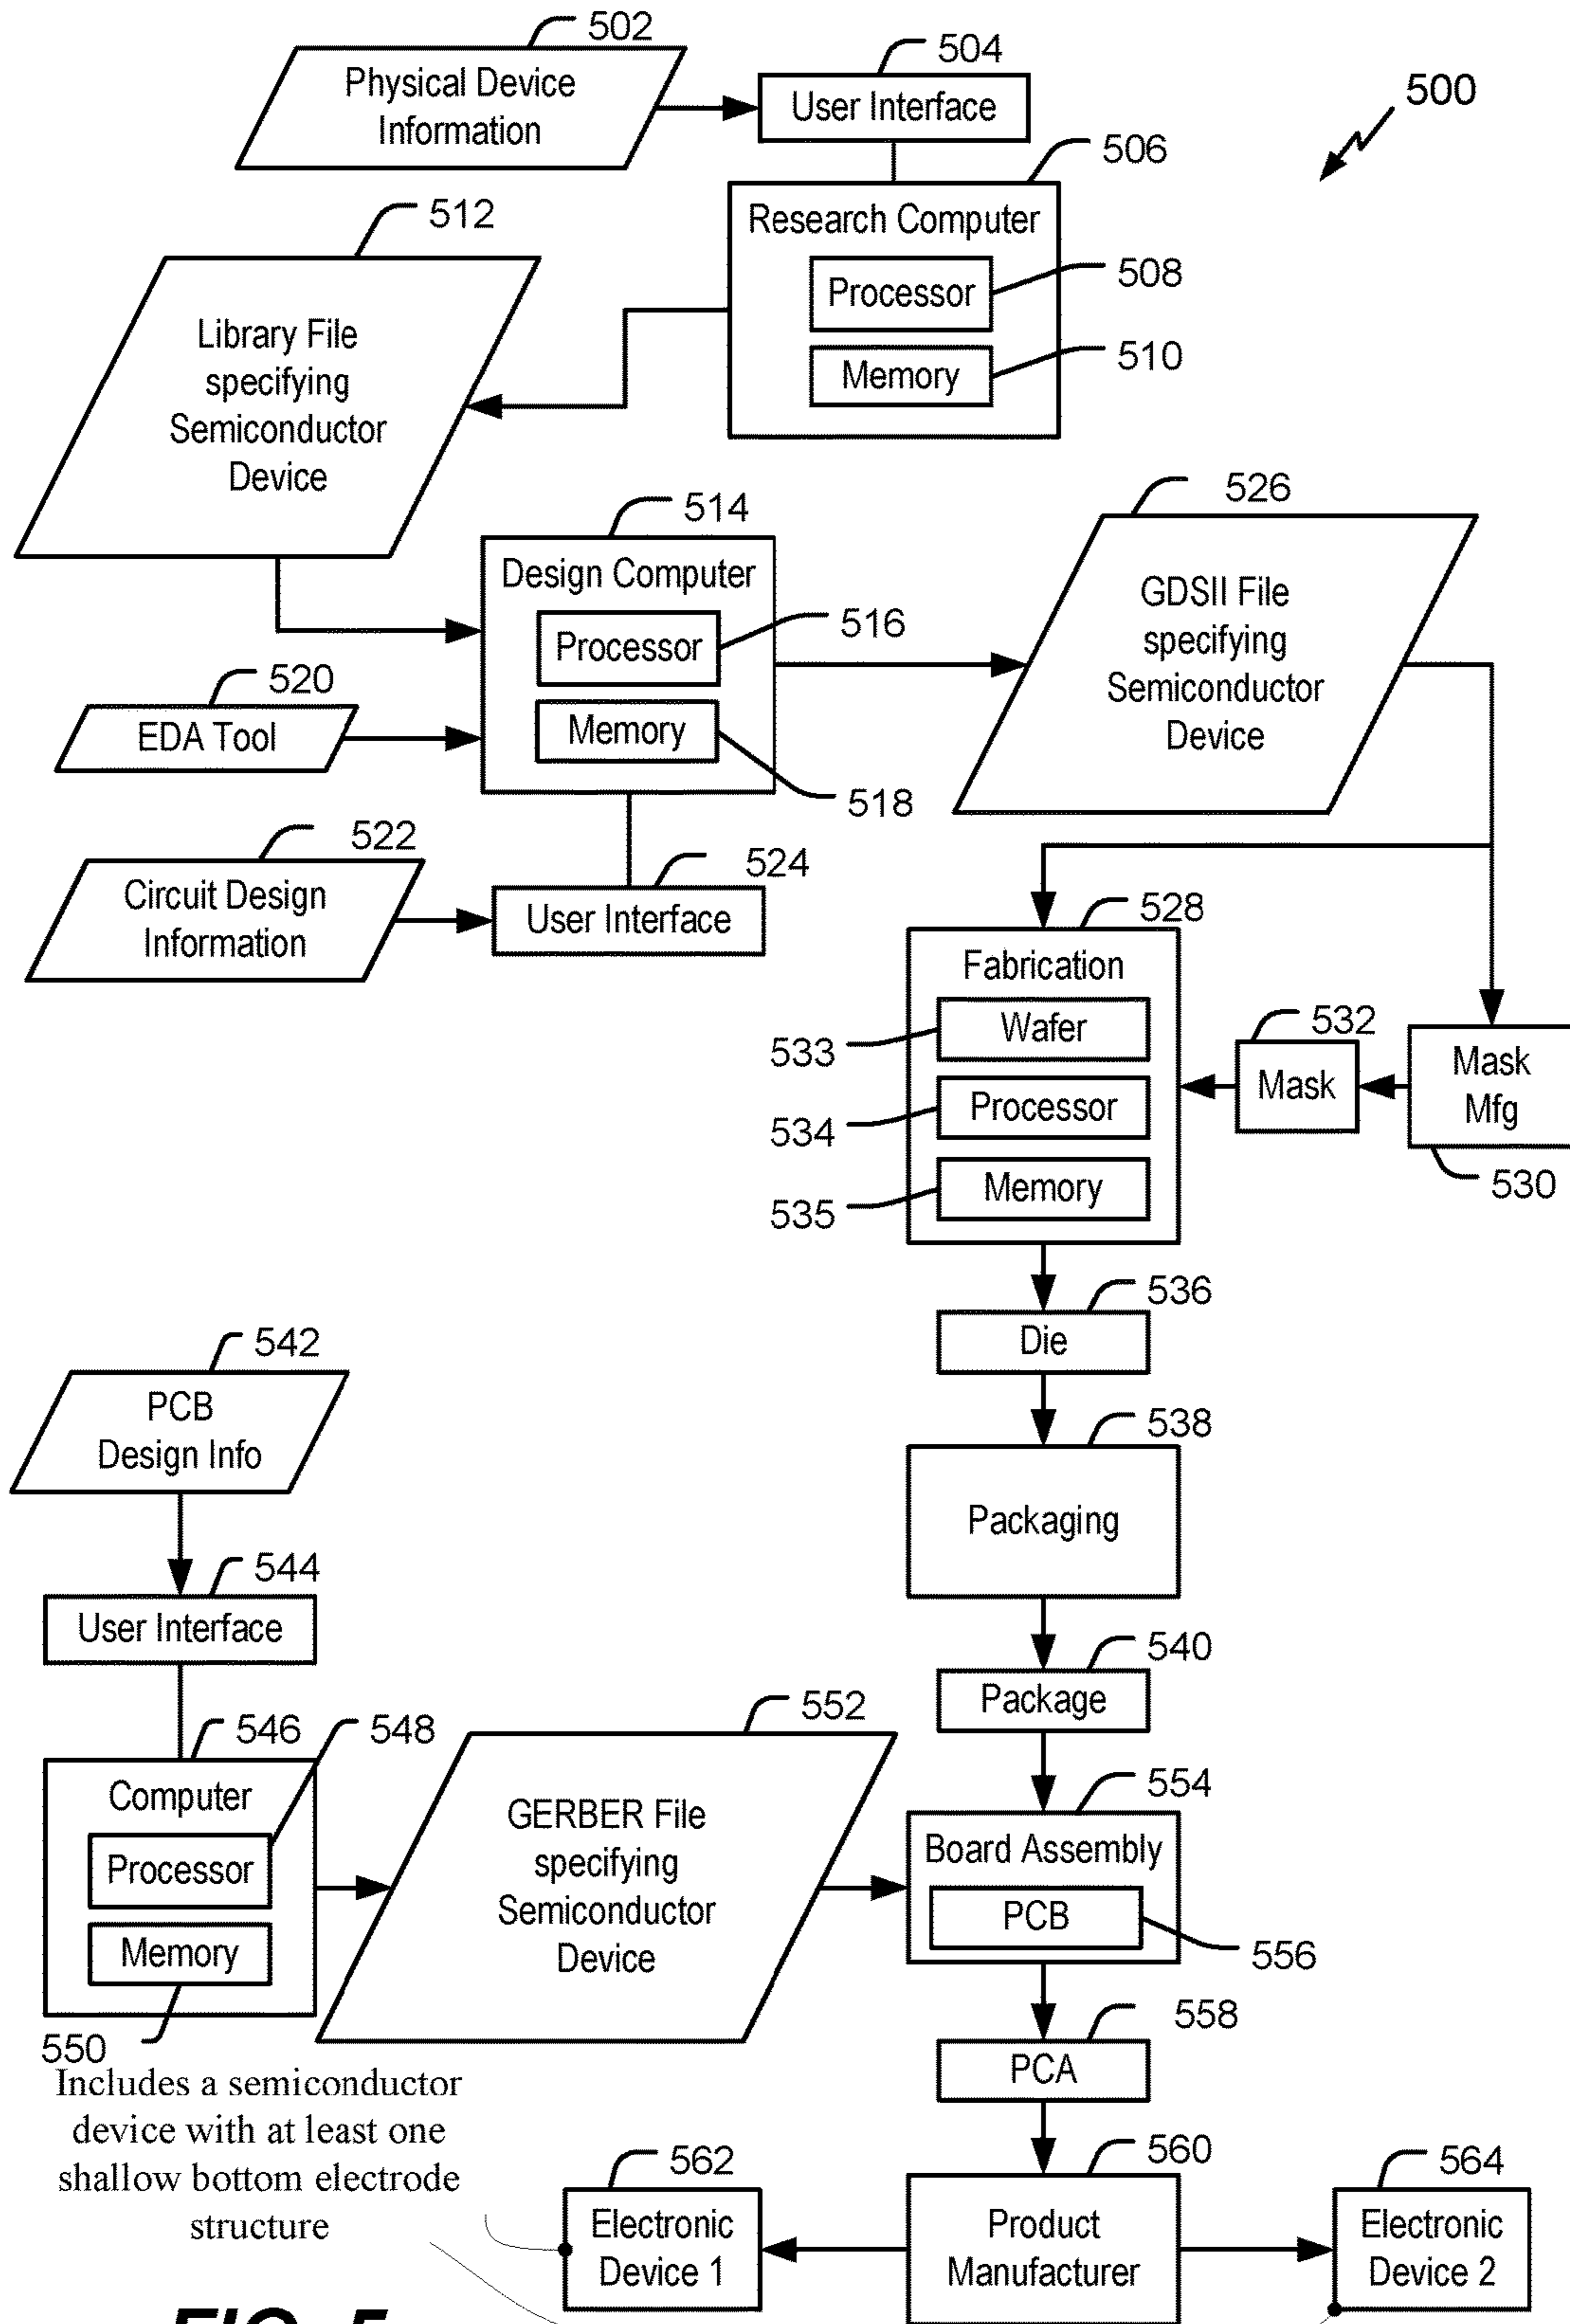 502
Physical Device
Information
504
User Interface
500
506
Research Computer
Processor
508
Memory
510
512
Library File
specifying
Semiconductor
Device
514
Design Computer
Processor
516
Memory
518
520
EDA Tool
522
Circuit Design
Information
524
User Interface
526
GDSII File
specifying
Semiconductor
Device
528
Fabrication
533
Wafer
534
Processor
535
Memory
532
Mask
Mask
Mfg
530
536
Die
538
Packaging
540
Package
542
PCB
Design Info
544
User Interface
546
548
Computer
Processor
Memory
550
552
GERBER File
specifying
Semiconductor
Device
554
Board Assembly
PCB
556
558
PCA
560
Product
Manufacturer
Includes a semiconductor
device with at least one
shallow bottom electrode
structure
562
Electronic
Device 1
564
Electronic
Device 2
FIG. 5